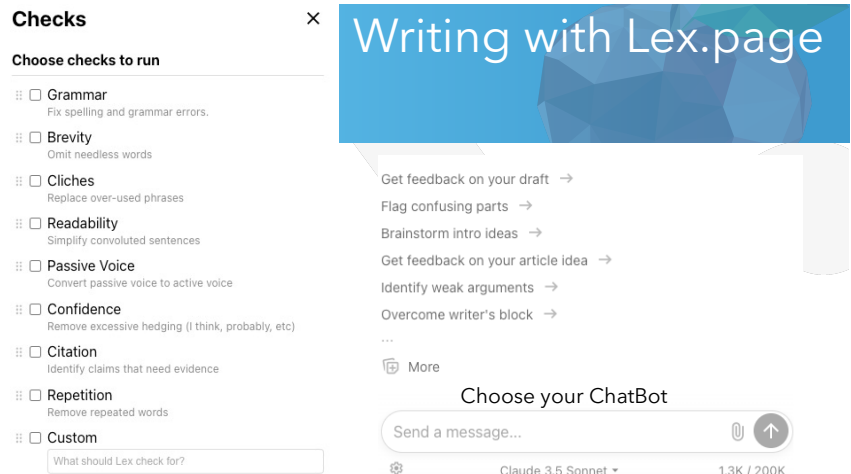 Checks
Choose checks to run
Grammar
Fix spelling and grammar errors.
Brevity
Omit needless words
Cliches
Replace over-used phrases
Readability
Simplify convoluted sentences
Passive Voice
Convert passive voice to active voice
Confidence
Remove excessive hedging (I think, probably, etc)
Citation
Identify claims that need evidence
Repetition
Remove repeated words
Custom
What should Lex check for?
Writing with Lex.page
Get feedback on your draft →
Flag confusing parts →
Brainstorm intro ideas →
Get feedback on your article idea →
Identify weak arguments →
Overcome writer's block →
...
More
Choose your ChatBot
Send a message...
Claude 3.5 Sonnet 1.3K / 200K